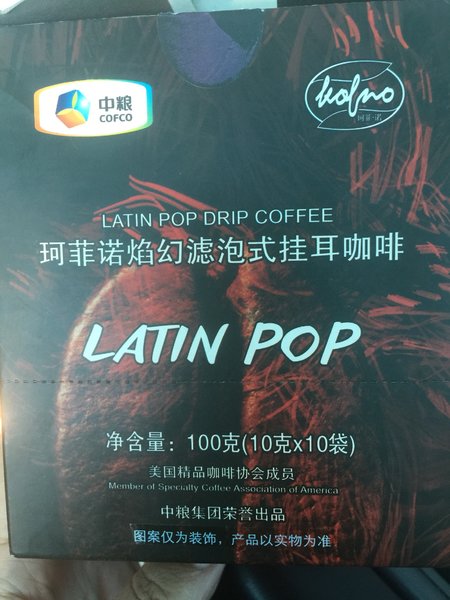 中粮
COFCO
kofno
珂菲·诺
LATIN POP DRIP COFFEE
珂菲诺焰幻滤泡式挂耳咖啡
LATIN POP
净含量：100克(10克x10袋)
美国精品咖啡协会成员
Member of Specialty Coffee Association of America
中粮集团荣誉出品
图案仅为装饰，产品以实物为准